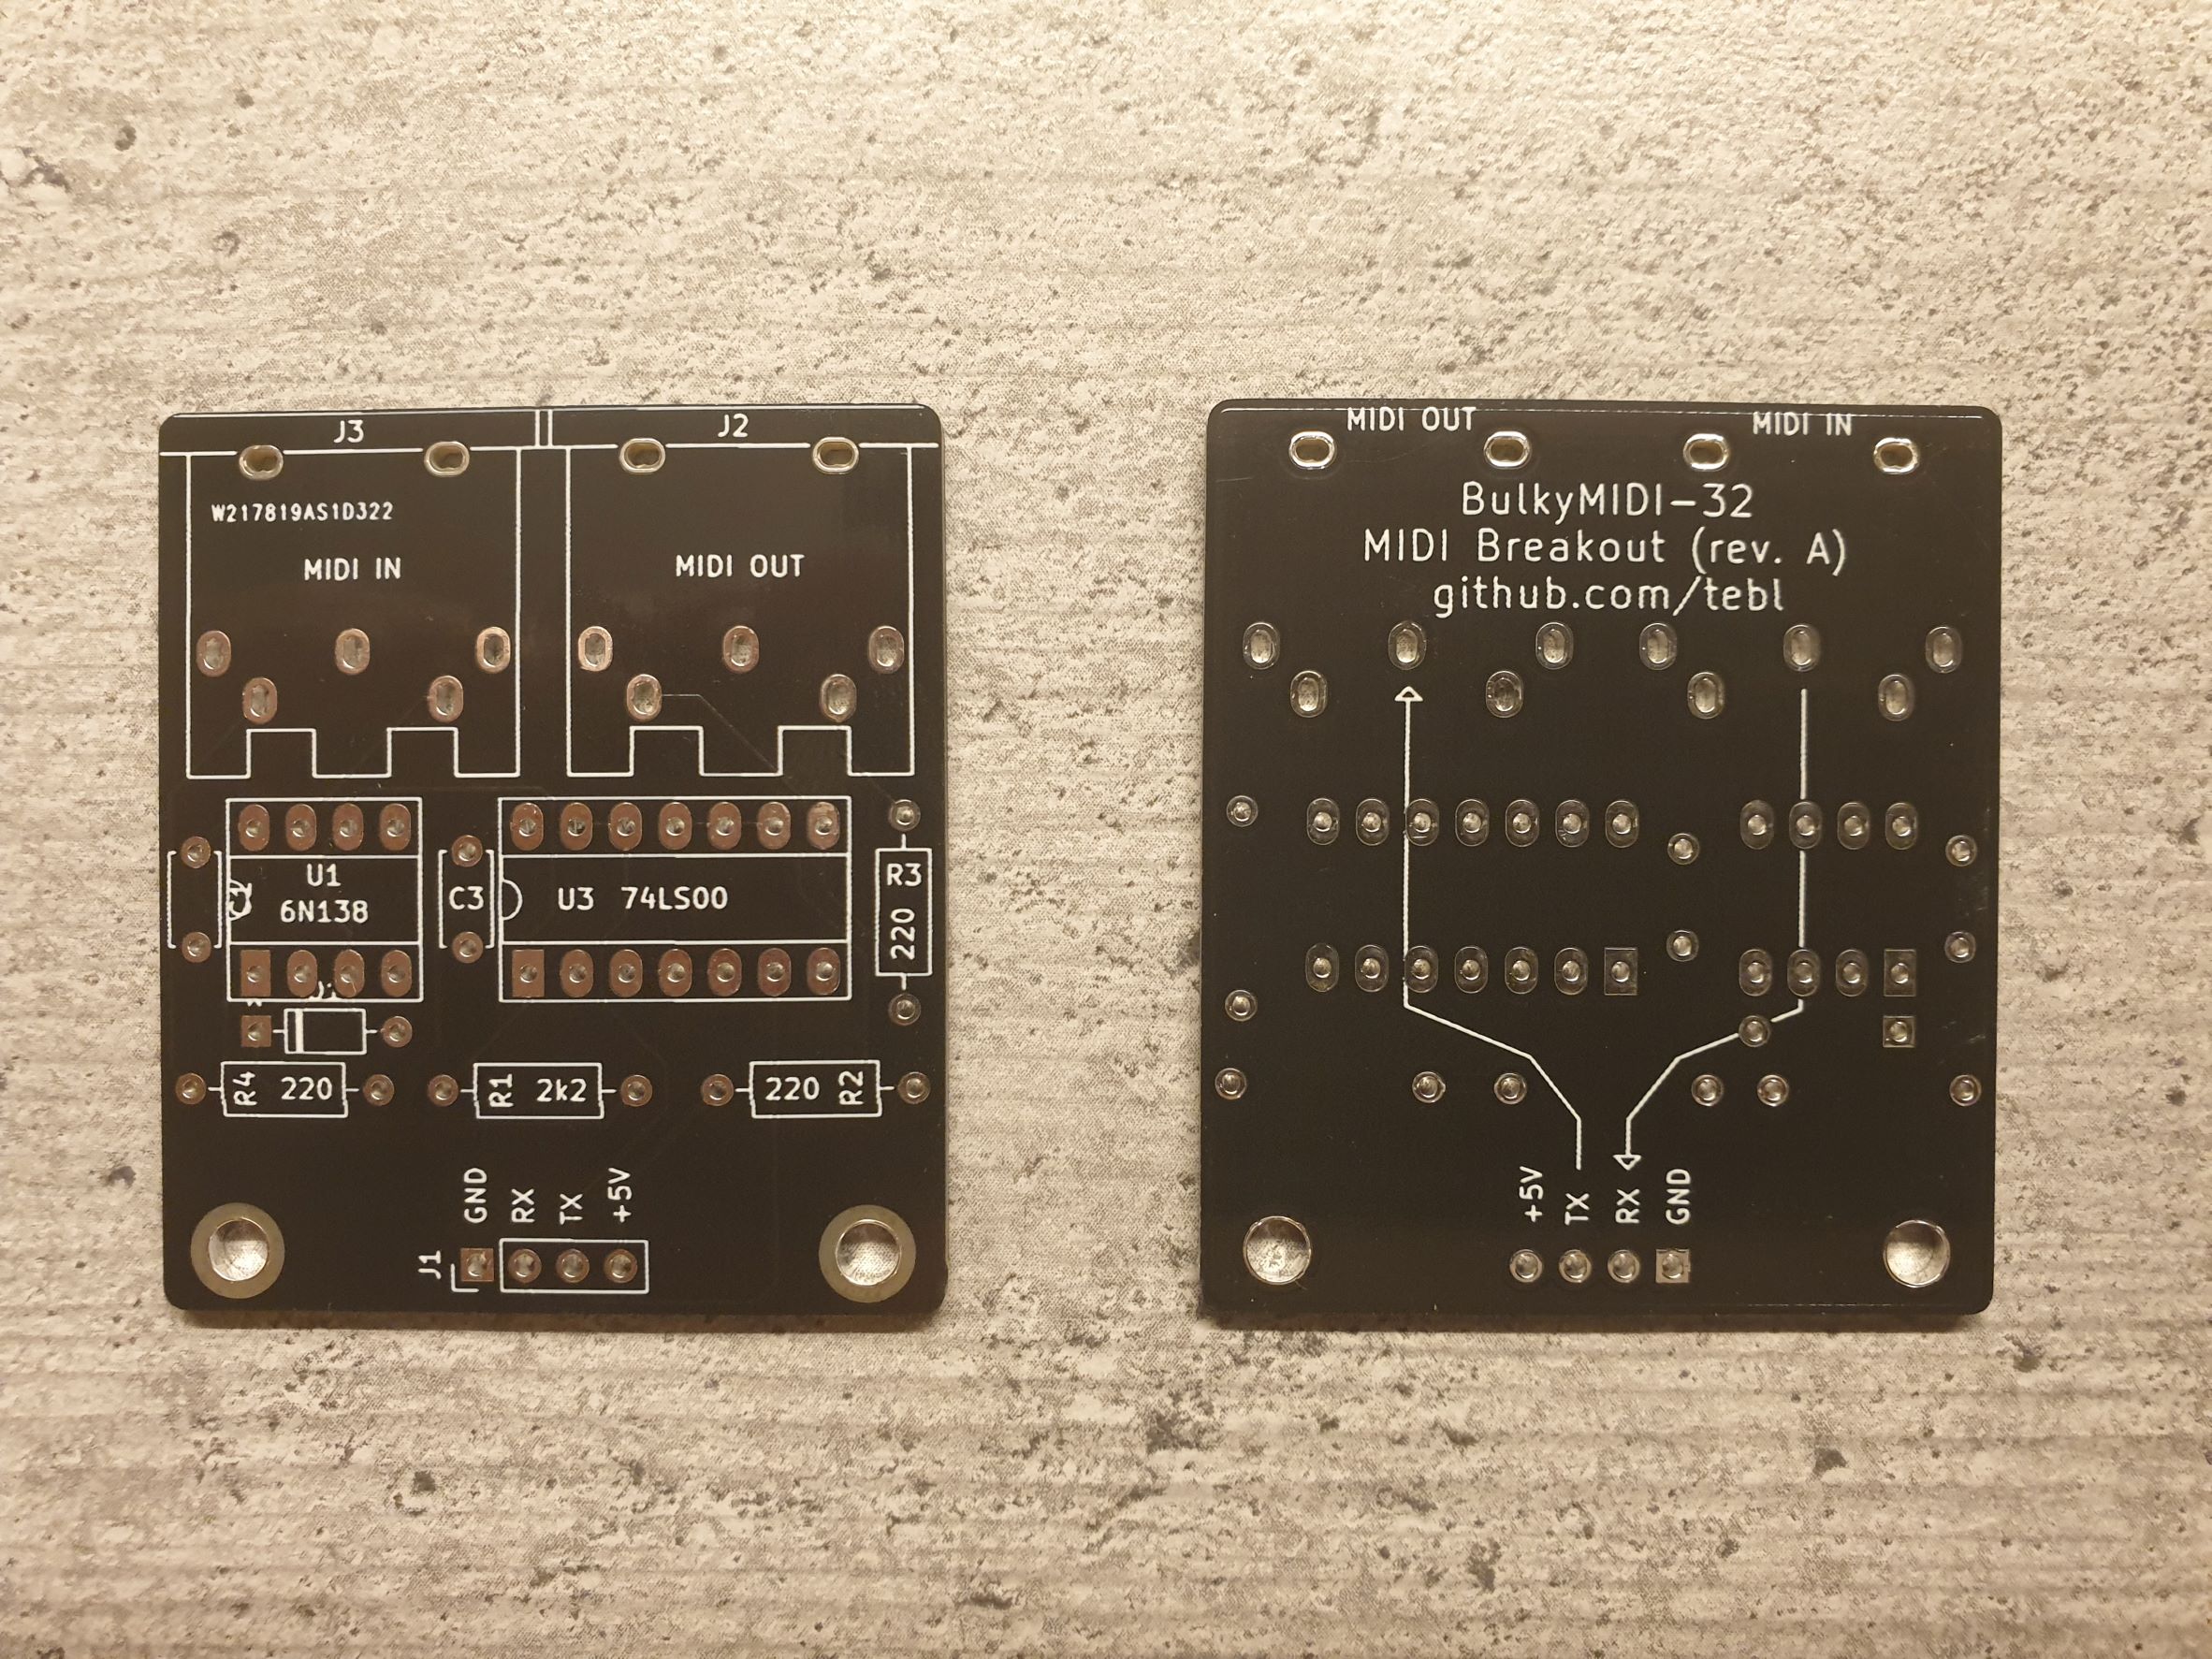 J3
J2
W217819AS1D322
MIDI IN
MIDI OUT
U1
6N138
C3
U3 74LS00
R3
220
R4 220
R1 2k2
220 R2
GND
RX
TX
+5V
J1
MIDI OUT
MIDI IN
BulkyMIDI-32
MIDI Breakout (rev. A)
github.com/tebl
+5V
TX
RX
GND